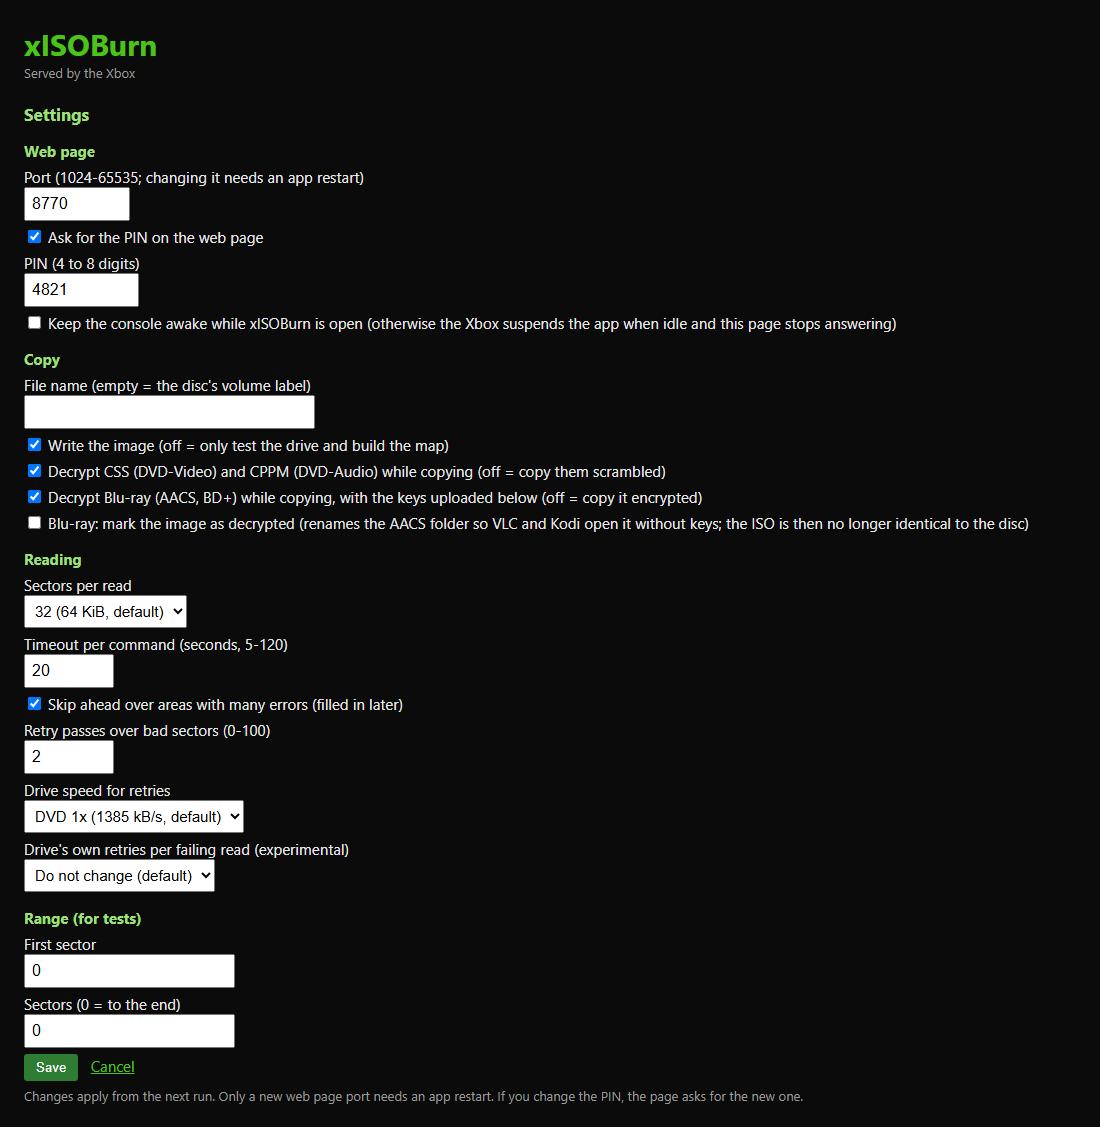 xISOBurn
Served by the Xbox
Settings
Web page
Port (1024-65535; changing it needs an app restart)
8770
Ask for the PIN on the web page
PIN (4 to 8 digits)
4821
Keep the console awake while xISOBurn is open (otherwise the Xbox suspends the app when idle and this page stops answering)
Copy
File name (empty = the disc's volume label)
Write the image (off = only test the drive and build the map)
Decrypt CSS (DVD-Video) and CPPM (DVD-Audio) while copying (off = copy them scrambled)
Decrypt Blu-ray (AACS, BD+) while copying, with the keys uploaded below (off = copy it encrypted)
Blu-ray: mark the image as decrypted (renames the AACS folder so VLC and Kodi open it without keys; the ISO is then no longer identical to the disc)
Reading
Sectors per read
32 (64 KiB, default)
Timeout per command (seconds, 5-120)
20
Skip ahead over areas with many errors (filled in later)
Retry passes over bad sectors (0-100)
2
Drive speed for retries
DVD 1x (1385 kB/s, default)
Drive's own retries per failing read (experimental)
Do not change (default)
Range (for tests)
First sector
0
Sectors (0 = to the end)
0
Save Cancel
Changes apply from the next run. Only a new web page port needs an app restart. If you change the PIN, the page asks for the new one.